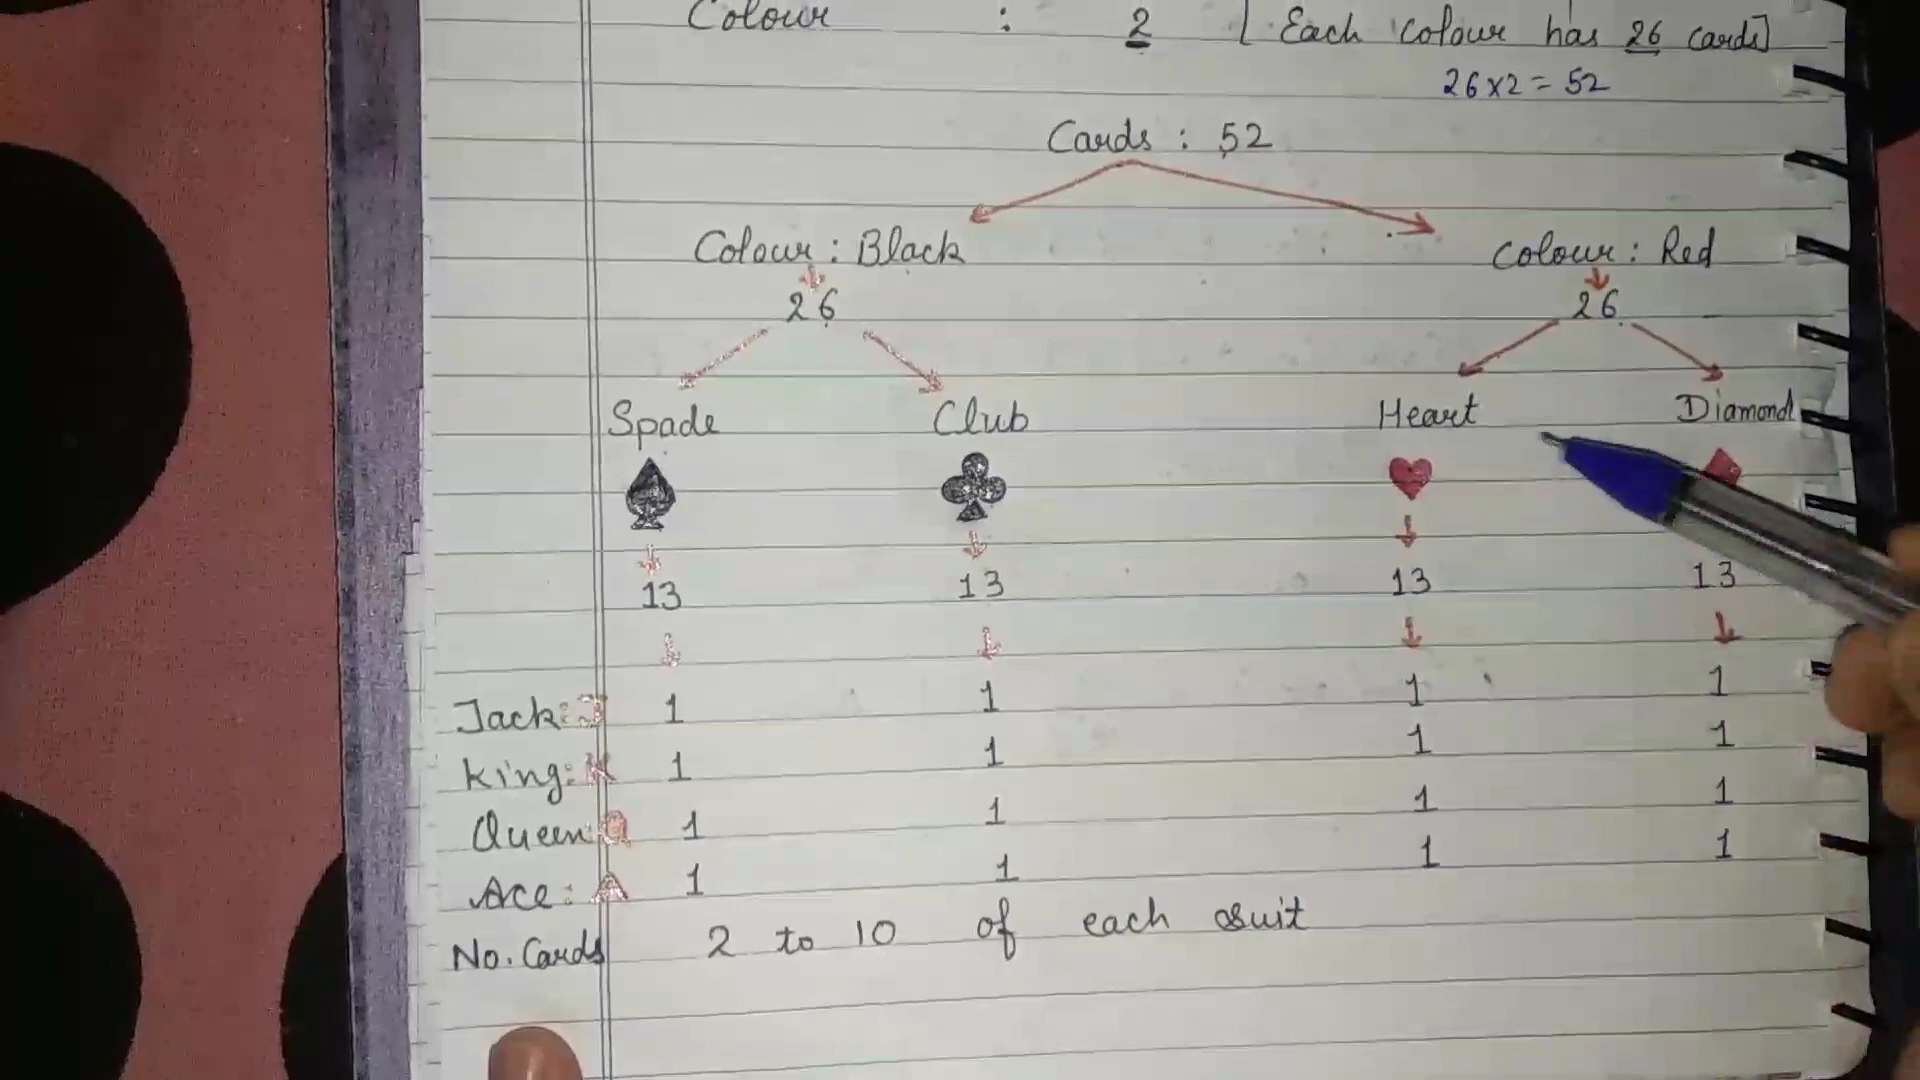 Colour : 2 [ Each colour has 26 cards]
26x2 = 52
Cards : 52
Colour : Black Colour : Red
26 26
Spade Club Heart Diamond
13 13 13 13
Jack: J 1 1 1 1
King: K 1 1 1 1
Queen: Q 1 1 1 1
Ace: A 1 1 1 1
No. Cards 2 to 10 of each suit